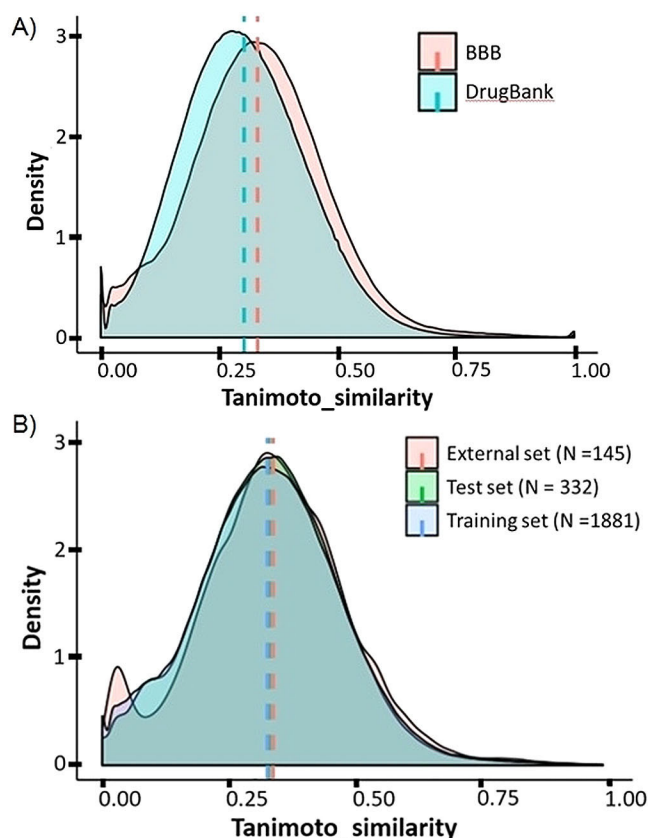 A)
3
2
1
0
Density
BBB
DrugBank
0.00 0.25 0.50 0.75 1.00
Tanimoto_similarity
B)
3
2
1
0
Density
External set (N =145)
Test set (N = 332)
Training set (N =1881)
0.00 0.25 0.50 0.75 1.00
Tanimoto_similarity